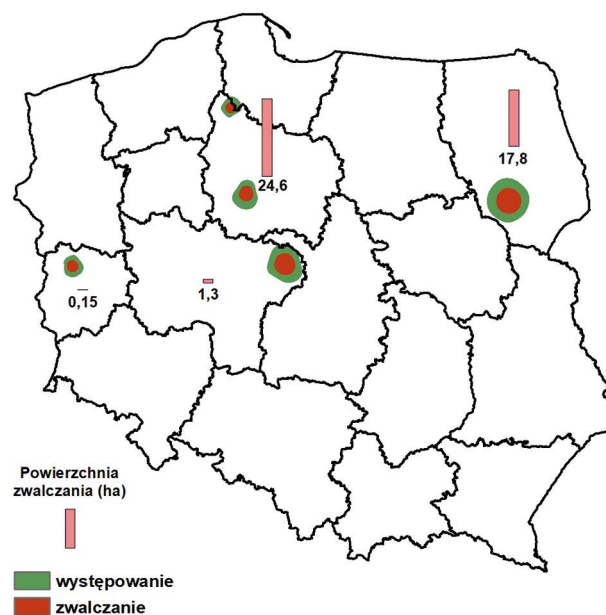 17,8
24,6
0,15
1,3
Powierzchnia
zwalczania (ha)
występowanie
zwalczanie